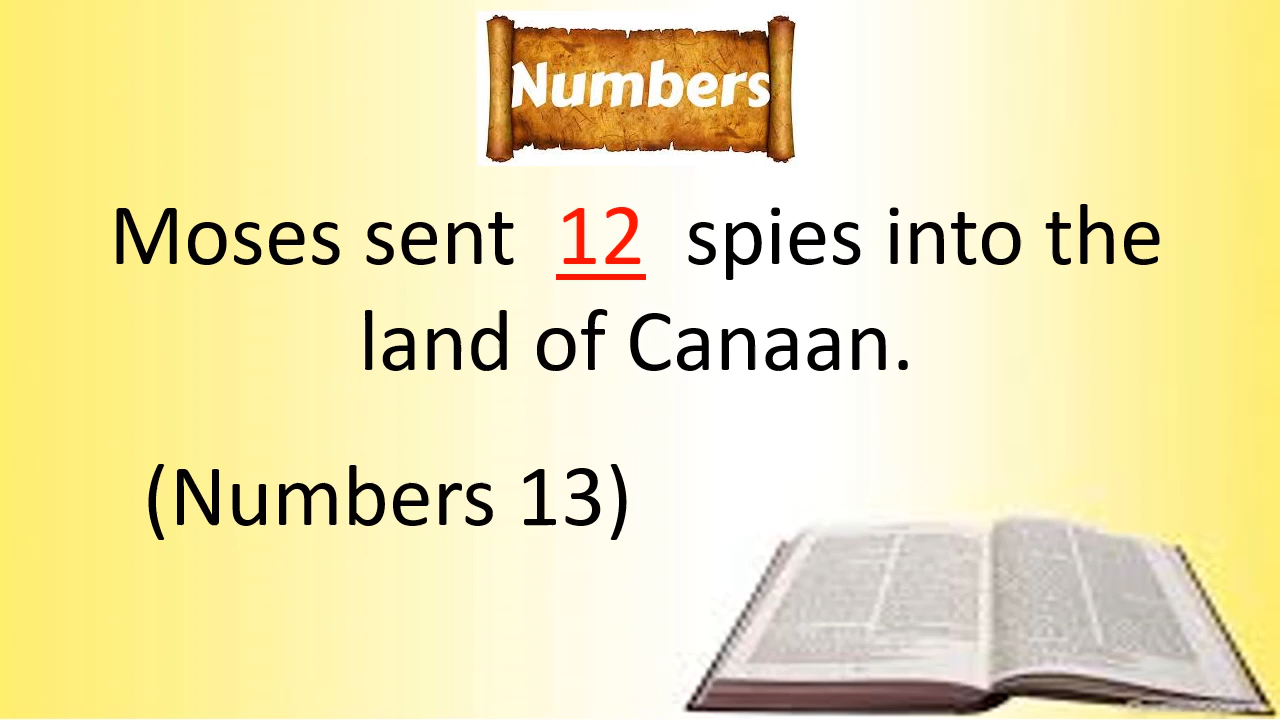 Numbers
Moses sent 12 spies into the
land of Canaan.
(Numbers 13)